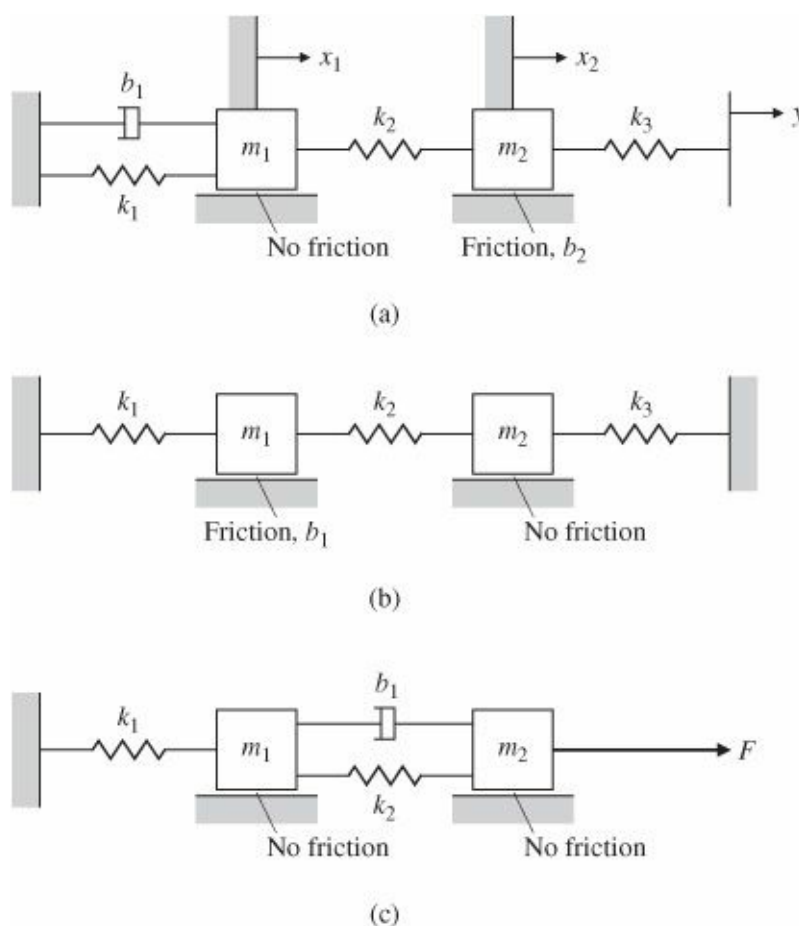 x1
x2
b1
k2
k3
y
m1
m2
k1
No friction
Friction, b2
(a)
k1
k2
k3
m1
m2
Friction, b1
No friction
(b)
b1
k1
m1
m2
F
k2
No friction
No friction
(c)